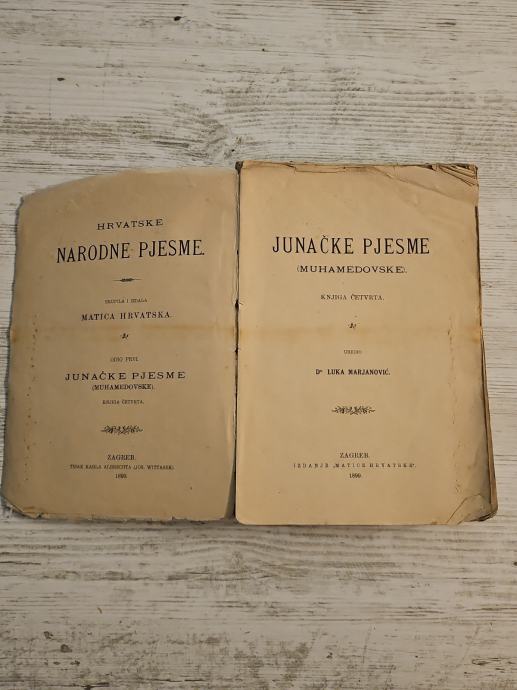 HRVATSKE
NARODNE PJESME.
SKUPILA I IZDALA
MATICA HRVATSKA.
ODIO PRVI.
JUNAČKE PJESME
(MUHAMEDOVSKE).
KNJIGA ČETVRTA.
ZAGREB.
TISAK KARLA ALBRECHTA (JOS. WITTASEK).
1899.
JUNAČKE PJESME
(MUHAMEDOVSKE).
KNJIGA ČETVRTA.
UREDIO
Dr LUKA MARJANOVIĆ.
ZAGREB.
IZDANJE „MATICE HRVATSKE“.
1899.